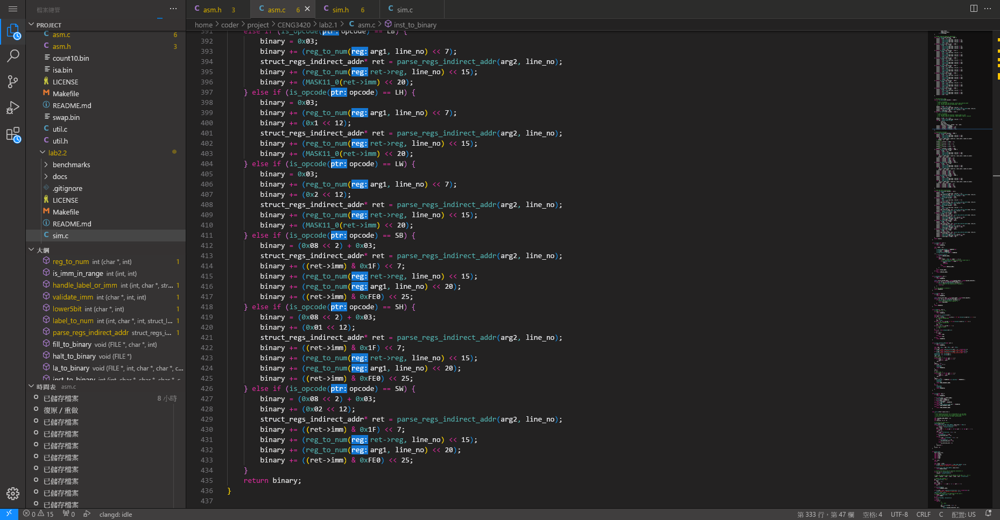 檔案總管
PROJECT
asm.c 6
asm.h 3
count10.bin
isa.bin
LICENSE
Makefile
README.md
swap.bin
util.c
util.h
lab2.2
benchmarks
docs
.gitignore
LICENSE
Makefile
README.md
sim.c
大綱
reg_to_num int (char *, int) 1
is_imm_in_range int (int, int)
handle_label_or_imm int (int, char *, str... 1
validate_imm int (char *, int, int) 1
lower5bit int (char *, int) 1
label_to_num int (int, char *, int, struct_l... 1
parse_regs_indirect_addr struct_regs_i... 1
fill_to_binary void (FILE *, char *, int)
halt_to_binary void (FILE *)
la_to_binary void (FILE *, int, char *, char *, c...
inst_to_binary int (int, char *, char *, char *, c
時間表 asm.c
已儲存檔案 8 小時
復原 / 重做
已儲存檔案
已儲存檔案
已儲存檔案
已儲存檔案
已儲存檔案
已儲存檔案
已儲存檔案
已儲存檔案
asm.h 3
asm.c 6
sim.h 6
sim.c
home > coder > project > CENG3420 > lab2.1 > asm.c > inst_to_binary
391 else if (is_opcode(ptr: opcode) == LB) {
392 binary = 0x03;
393 binary += (reg_to_num(reg: arg1, line_no) << 7);
394 struct_regs_indirect_addr* ret = parse_regs_indirect_addr(arg2, line_no);
395 binary += (reg_to_num(reg: ret->reg, line_no) << 15);
396 binary += (MASK11_0(ret->imm) << 20);
397 } else if (is_opcode(ptr: opcode) == LH) {
398 binary = 0x03;
399 binary += (reg_to_num(reg: arg1, line_no) << 7);
400 binary += (0x1 << 12);
401 struct_regs_indirect_addr* ret = parse_regs_indirect_addr(arg2, line_no);
402 binary += (reg_to_num(reg: ret->reg, line_no) << 15);
403 binary += (MASK11_0(ret->imm) << 20);
404 } else if (is_opcode(ptr: opcode) == LW) {
405 binary = 0x03;
406 binary += (reg_to_num(reg: arg1, line_no) << 7);
407 binary += (0x2 << 12);
408 struct_regs_indirect_addr* ret = parse_regs_indirect_addr(arg2, line_no);
409 binary += (reg_to_num(reg: ret->reg, line_no) << 15);
410 binary += (MASK11_0(ret->imm) << 20);
411 } else if (is_opcode(ptr: opcode) == SB) {
412 binary = (0x08 << 2) + 0x03;
413 struct_regs_indirect_addr* ret = parse_regs_indirect_addr(arg2, line_no);
414 binary += ((ret->imm) & 0x1F) << 7;
415 binary += (reg_to_num(reg: ret->reg, line_no) << 15);
416 binary += (reg_to_num(reg: arg1, line_no) << 20);
417 binary += ((ret->imm) & 0xFE0) << 25;
418 } else if (is_opcode(ptr: opcode) == SH) {
419 binary = (0x08 << 2) + 0x03;
420 binary += (0x01 << 12);
421 struct_regs_indirect_addr* ret = parse_regs_indirect_addr(arg2, line_no);
422 binary += ((ret->imm) & 0x1F) << 7;
423 binary += (reg_to_num(reg: ret->reg, line_no) << 15);
424 binary += (reg_to_num(reg: arg1, line_no) << 20);
425 binary += ((ret->imm) & 0xFE0) << 25;
426 } else if (is_opcode(ptr: opcode) == SW) {
427 binary = (0x08 << 2) + 0x03;
428 binary += (0x02 << 12);
429 struct_regs_indirect_addr* ret = parse_regs_indirect_addr(arg2, line_no);
430 binary += ((ret->imm) & 0x1F) << 7;
431 binary += (reg_to_num(reg: ret->reg, line_no) << 15);
432 binary += (reg_to_num(reg: arg1, line_no) << 20);
433 binary += ((ret->imm) & 0xFE0) << 25;
434 }
435 return binary;
436 }
437
0 15 0 clangd: idle 第 333 行，第 47 欄 空格: 4 UTF-8 CRLF C 配置: US